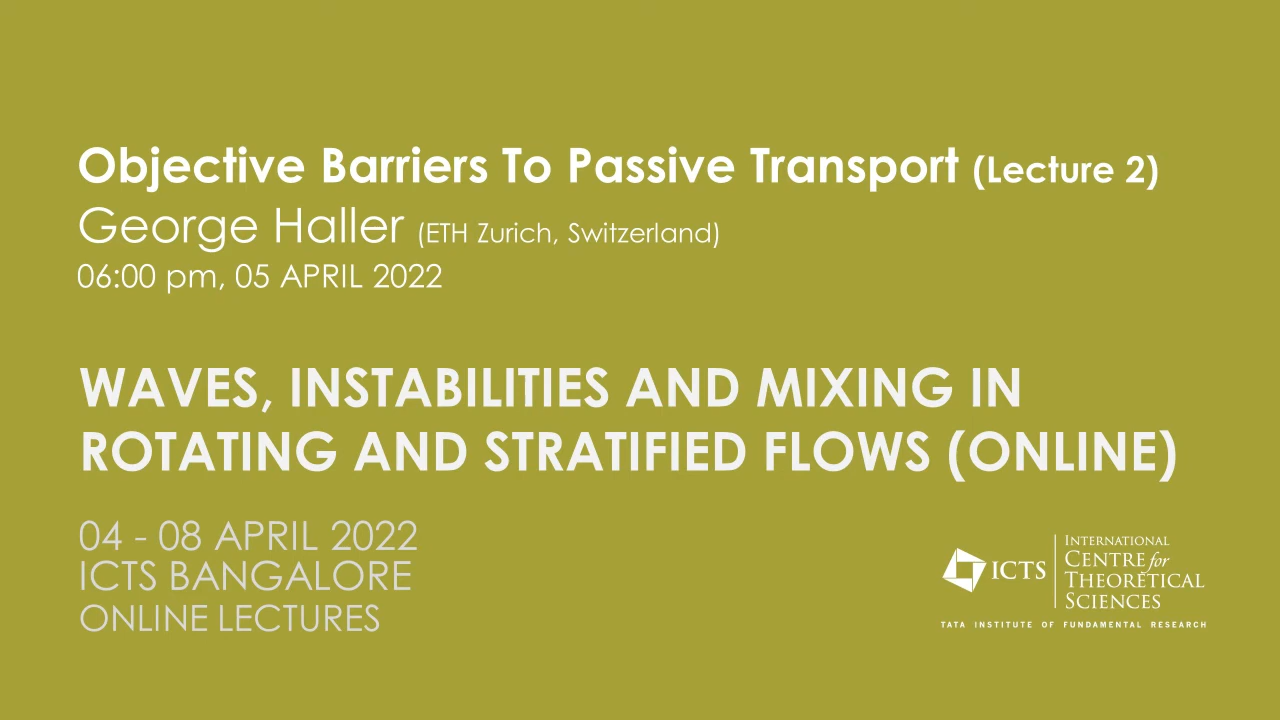 Objective Barriers To Passive Transport (Lecture 2)
George Haller (ETH Zurich, Switzerland)
06:00 pm, 05 APRIL 2022
WAVES, INSTABILITIES AND MIXING IN
ROTATING AND STRATIFIED FLOWS (ONLINE)
04 - 08 APRIL 2022
ICTS BANGALORE
ONLINE LECTURES
ICTS
INTERNATIONAL
CENTRE for
THEORETICAL
SCIENCES
TATA INSTITUTE OF FUNDAMENTAL RESEARCH